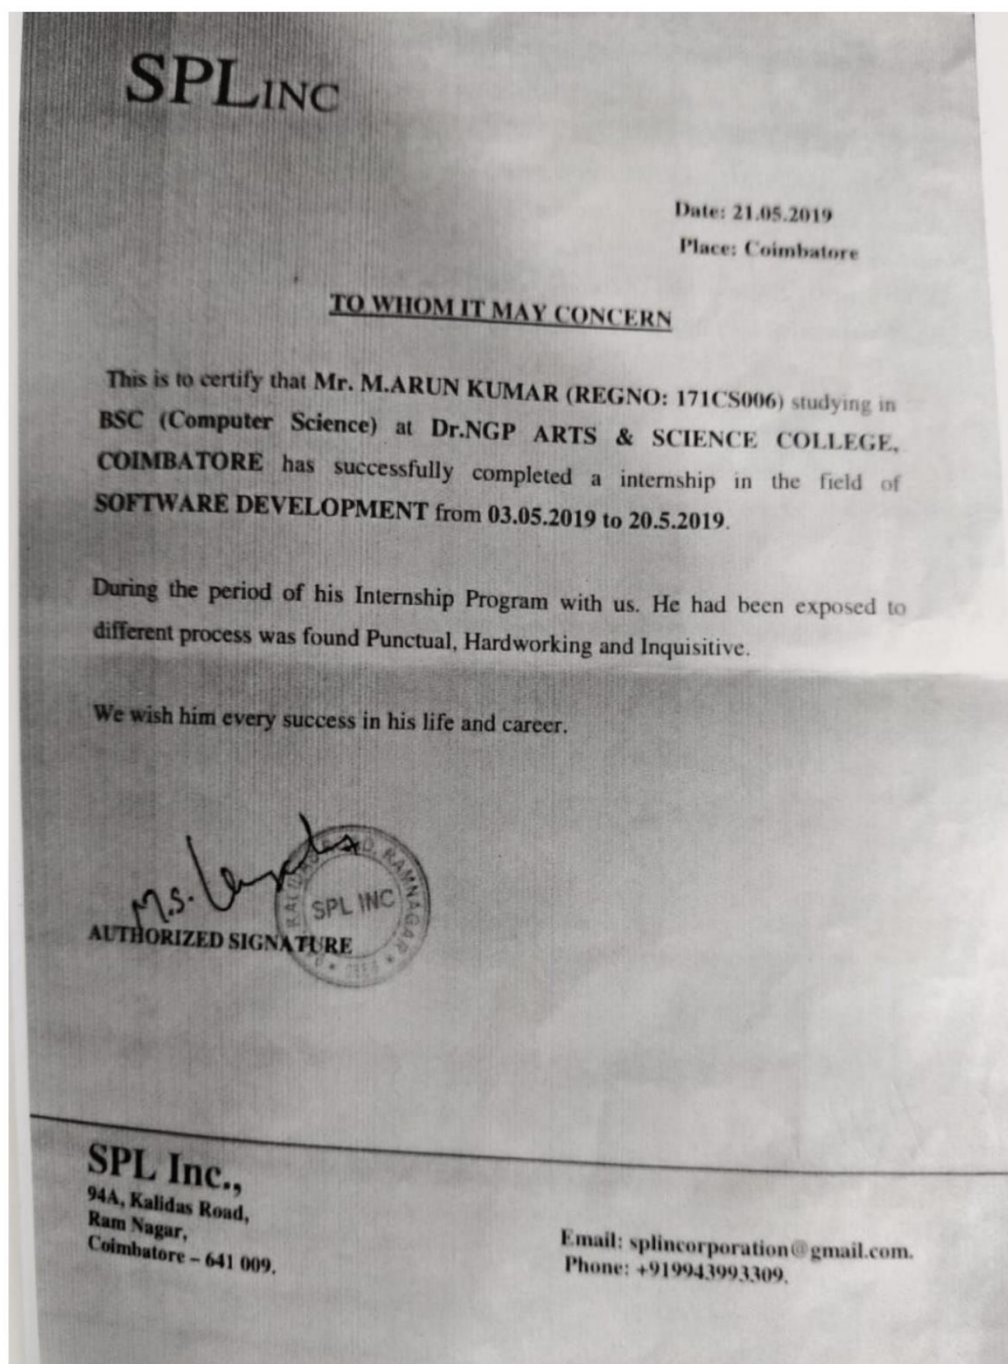 SPLINC
Date: 21.05.2019
Place: Coimbatore
TO WHOM IT MAY CONCERN
This is to certify that Mr. M.ARUN KUMAR (REGNO: 171CS006) studying in
BSC (Computer Science) at Dr.NGP ARTS & SCIENCE COLLEGE,
COIMBATORE has successfully completed a internship in the field of
SOFTWARE DEVELOPMENT from 03.05.2019 to 20.5.2019.
During the period of his Internship Program with us. He had been exposed to
different process was found Punctual, Hardworking and Inquisitive.
We wish him every success in his life and career.
M.S.
RAMNAGAR
SPL INC
AUTHORIZED SIGNATURE
SPL Inc.,
94A, Kalidas Road,
Ram Nagar,
Coimbatore – 641 009.
Email: splincorporation@gmail.com.
Phone: +919943993309.